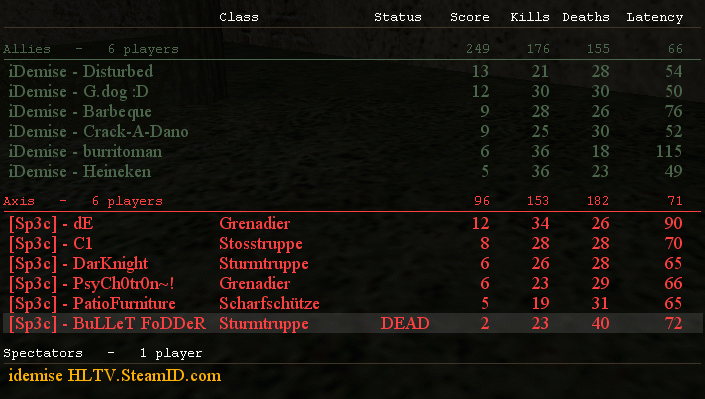 Class Status Score Kills Deaths Latency
Allies - 6 players 249 176 155 66
iDemise - Disturbed 13 21 28 54
iDemise - G.dog :D 12 30 30 50
iDemise - Barbeque 9 28 26 76
iDemise - Crack-A-Dano 9 25 30 52
iDemise - burritoman 6 36 18 115
iDemise - Heineken 5 36 23 49
Axis - 6 players 96 153 182 71
[Sp3c] - dE Grenadier 12 34 26 90
[Sp3c] - C1 Stosstruppe 8 28 28 70
[Sp3c] - DarKnight Sturmtruppe 6 26 28 65
[Sp3c] - PsyCh0tr0n~! Grenadier 6 23 29 66
[Sp3c] - PatioFurniture Scharfschütze 5 19 31 65
[Sp3c] - BuLLeT FoDDeR Sturmtruppe DEAD 2 23 40 72
Spectators - 1 player
idemise HLTV.SteamID.com